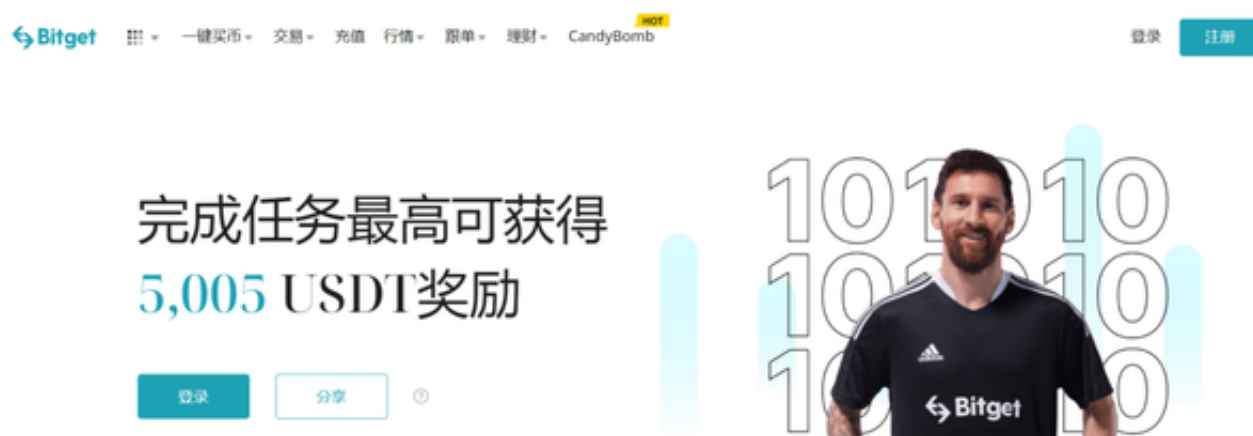 Bitget 一键买币 交易 充值 行情 跟单 理财 CandyBomb HOT 登录 注册
完成任务最高可获得
5,005 USDT奖励
登录 分享 ?
101010
101010
1010
Bitget